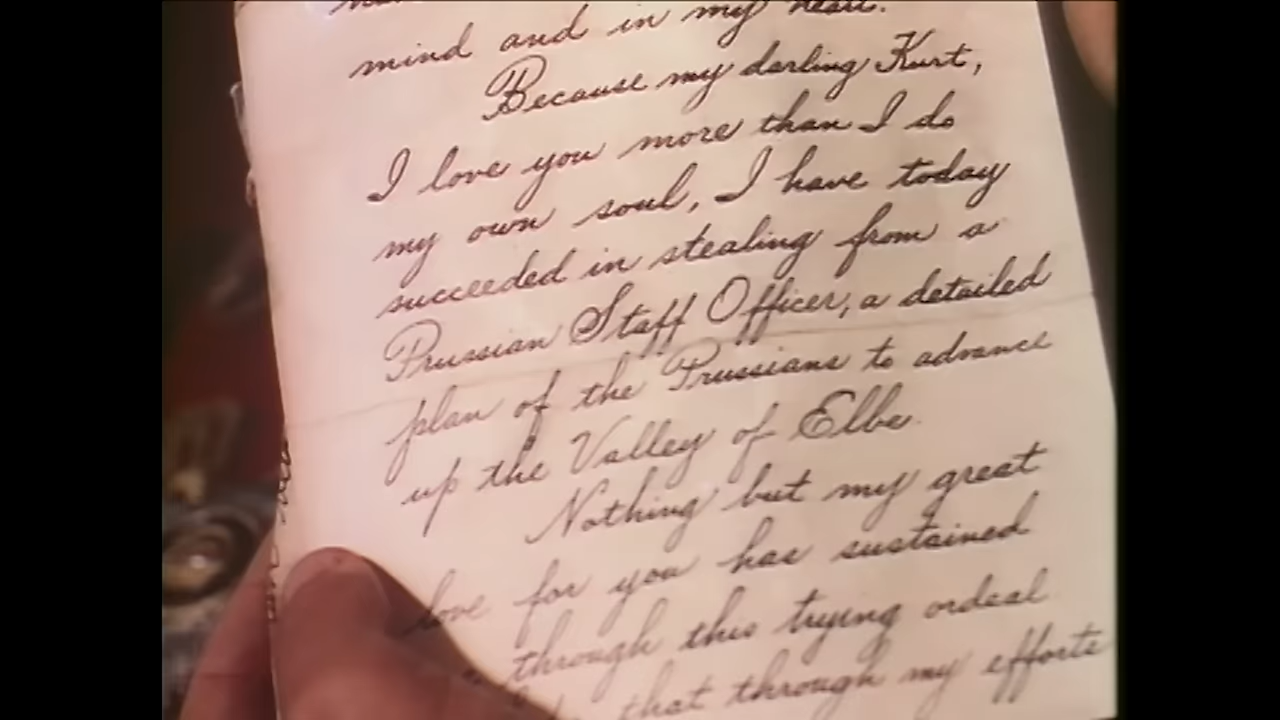 mind and in my heart.
Because my darling Kurt,
I love you more than I do
my own soul, I have today
succeeded in stealing from a
Prussian Staff Officer, a detailed
plan of the Prussians to advance
up the Valley of Elbe.
Nothing but my great
love for you has sustained
through this trying ordeal
that through my efforts